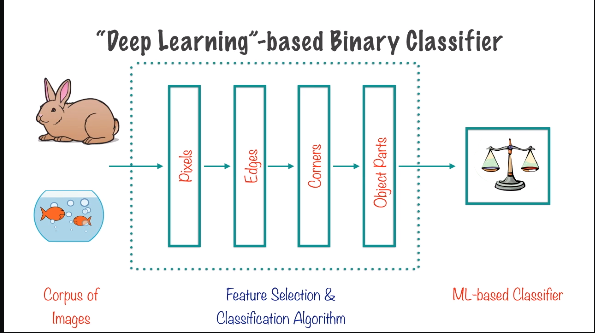 “Deep Learning”-based Binary Classifier
Pixels
Edges
Corners
Object Parts
Corpus of
Images
Feature Selection &
Classification Algorithm
ML-based Classifier